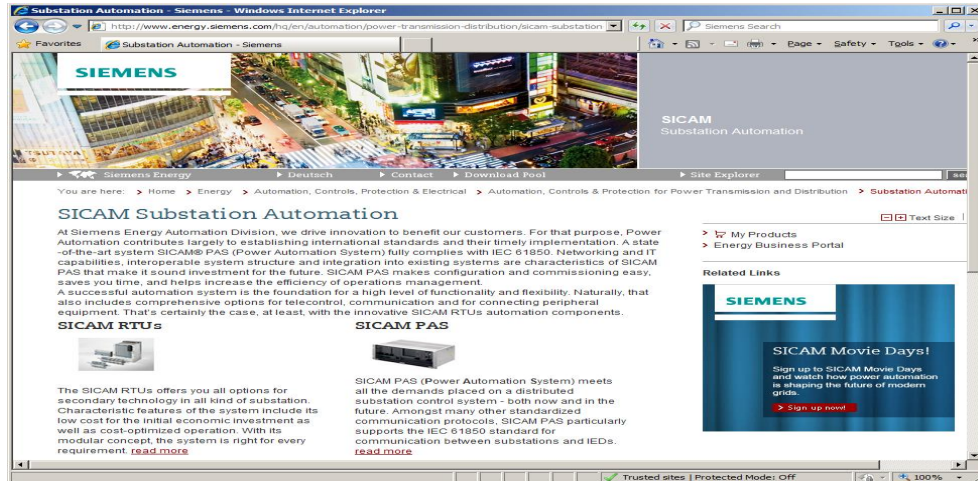 Substation Automation - Siemens - Windows Internet Explorer
http://www.energy.siemens.com/hq/en/automation/power-transmission-distribution/sicam-substation
Siemens Search
Favorites
Substation Automation - Siemens
Page
Safety
Tools
SIEMENS
SICAM
Substation Automation
Siemens Energy
Deutsch
Contact
Download Pool
Site Explorer
You are here: > Home > Energy > Automation, Controls, Protection & Electrical > Automation, Controls & Protection for Power Transmission and Distribution > Substation Automati
SICAM Substation Automation
Text Size
At Siemens Energy Automation Division, we drive innovation to benefit our customers. For that purpose, Power
Automation contributes largely to establishing international standards and their timely implementation. A state
-of-the-art system SICAM® PAS (Power Automation System) fully complies with IEC 61850. Networking and IT
capabilities, interoperable system structure and integration into existing systems are characteristics of SICAM
PAS that make it sound investment for the future. SICAM PAS makes configuration and commissioning easy,
saves you time, and helps increase the efficiency of operations management.
A successful automation system is the foundation for a high level of functionality and flexibility. Naturally, that
also includes comprehensive options for telecontrol, communication and for connecting peripheral
equipment. That's certainly the case, at least, with the innovative SICAM RTUs automation components.
SICAM RTUs
The SICAM RTUs offers you all options for
secondary technology in all kind of substation.
Characteristic features of the system include its
low cost for the initial economic investment as
well as cost-optimized operation. With its
modular concept, the system is right for every
requirement. read more
SICAM PAS
SICAM PAS (Power Automation System) meets
all the demands placed on a distributed
substation control system - both now and in the
future. Amongst many other standardized
communication protocols, SICAM PAS particularly
supports the IEC 61850 standard for
communication between substations and IEDs.
read more
> My Products
> Energy Business Portal
Related Links
SIEMENS
SICAM Movie Days!
Sign up to SICAM Movie Days
and watch how power automation
is shaping the future of modern
grids.
> Sign up now!
Trusted sites | Protected Mode: Off
100%